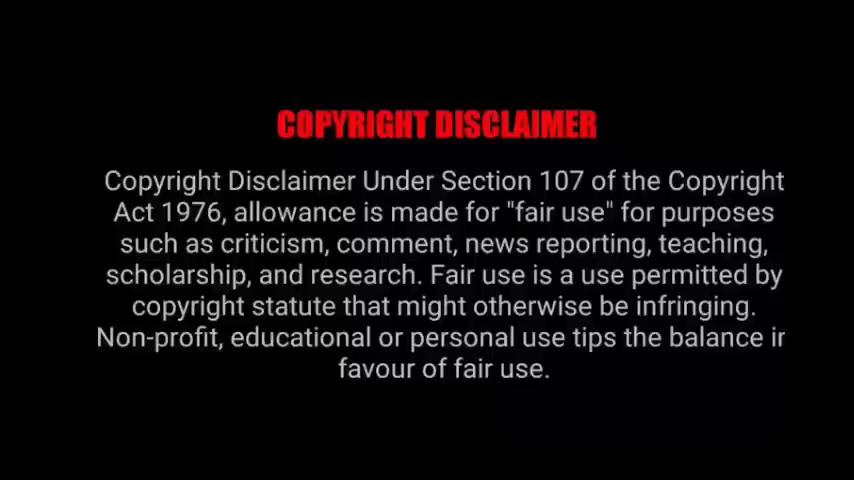 COPYRIGHT DISCLAIMER
Copyright Disclaimer Under Section 107 of the Copyright
Act 1976, allowance is made for "fair use" for purposes
such as criticism, comment, news reporting, teaching,
scholarship, and research. Fair use is a use permitted by
copyright statute that might otherwise be infringing.
Non-profit, educational or personal use tips the balance in
favour of fair use.